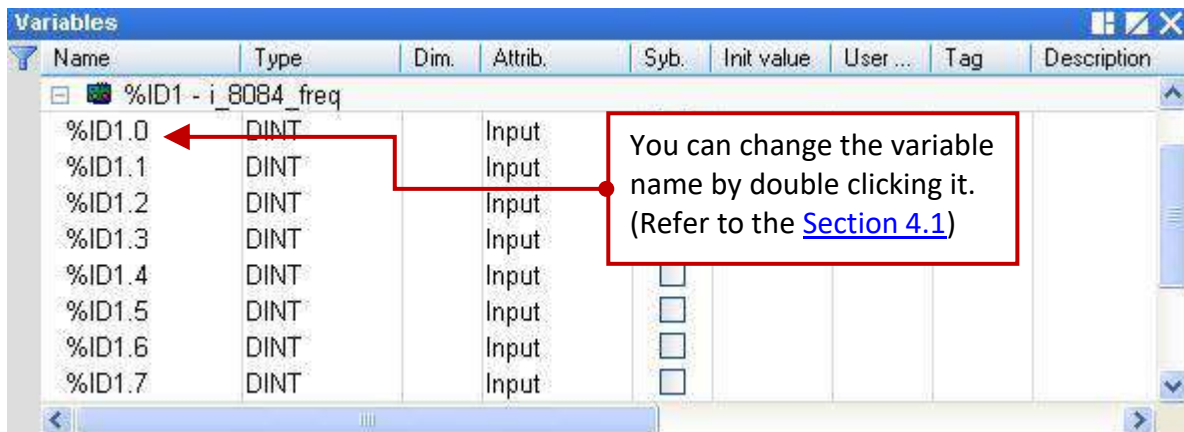 Variables
Name Type Dim. Attrib. Syb. Init value User ... Tag Description
%ID1 - i_8084_freq
%ID1.0 DINT Input
%ID1.1 DINT Input
%ID1.2 DINT Input
%ID1.3 DINT Input
%ID1.4 DINT Input
%ID1.5 DINT Input
%ID1.6 DINT Input
%ID1.7 DINT Input
You can change the variable
name by double clicking it.
(Refer to the Section 4.1)